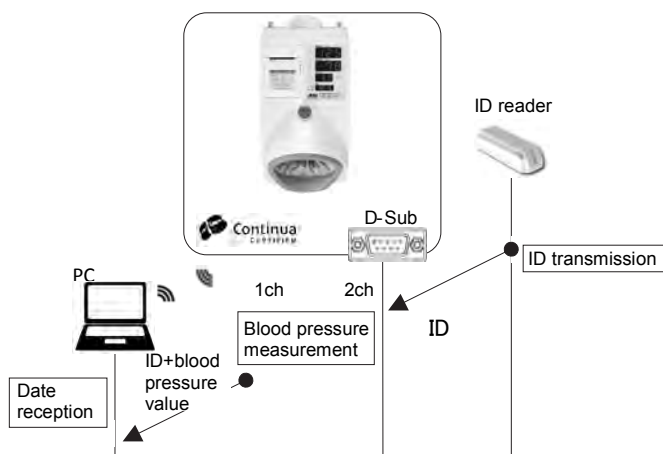 ID reader
D-Sub
Continua
CERTIFIED
ID transmission
PC
1ch
2ch
ID
Blood pressure
measurement
ID+blood
pressure
value
Date
reception